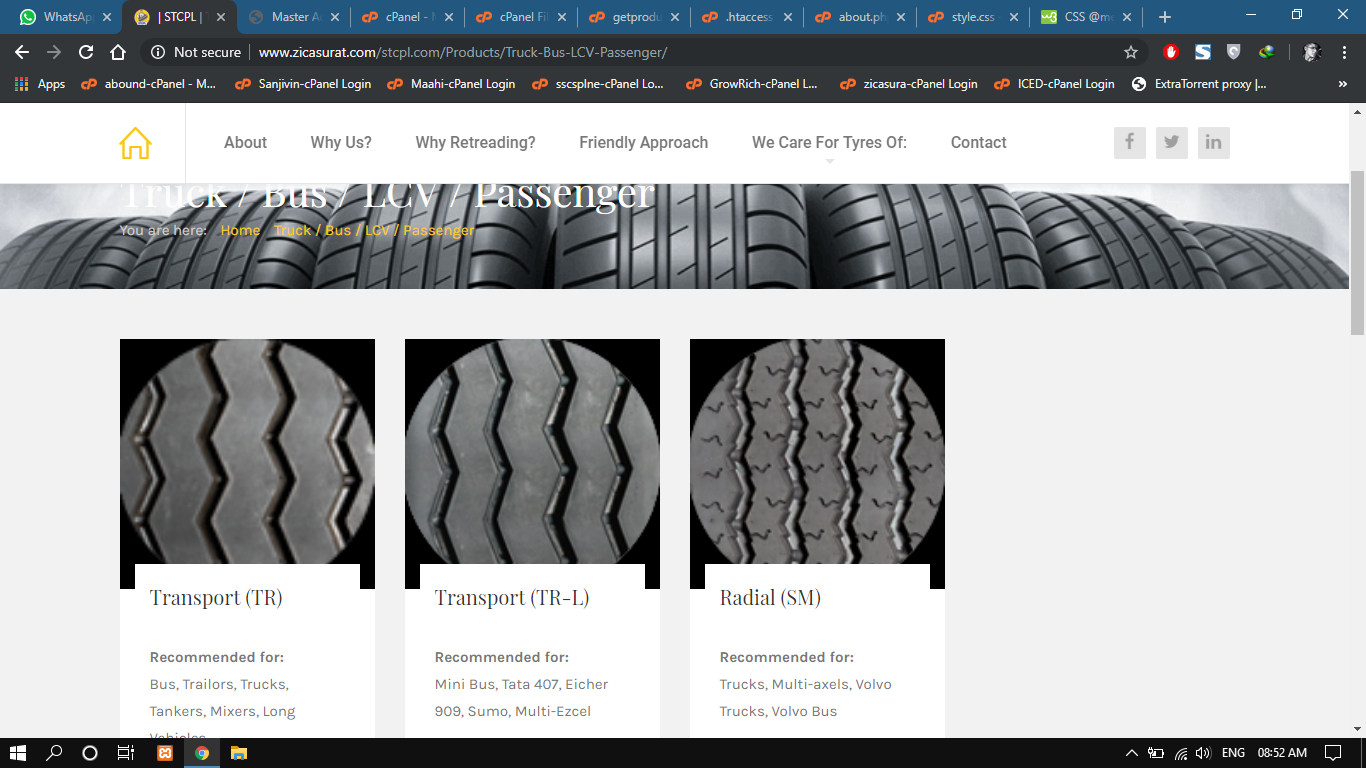 WhatsApp
| STCPL |
Master A
cPanel - M
cPanel Fil
getprodu
.htaccess
about.ph
style.css -
CSS @me
Not secure
www.zicasurat.com/stcpl.com/Products/Truck-Bus-LCV-Passenger/
Apps
abound-cPanel - M...
Sanjivin-cPanel Login
Maahi-cPanel Login
sscsplne-cPanel Lo...
GrowRich-cPanel L...
zicasura-cPanel Login
ICED-cPanel Login
ExtraTorrent proxy |...
About
Why Us?
Why Retreading?
Friendly Approach
We Care For Tyres Of:
Contact
Truck / Bus / LCV / Passenger
You are here: Home Truck / Bus / LCV / Passenger
Transport (TR)
Recommended for:
Bus, Trailors, Trucks,
Tankers, Mixers, Long
Vehicles
Transport (TR-L)
Recommended for:
Mini Bus, Tata 407, Eicher
909, Sumo, Multi-Ezcel
Radial (SM)
Recommended for:
Trucks, Multi-axels, Volvo
Trucks, Volvo Bus
ENG
08:52 AM